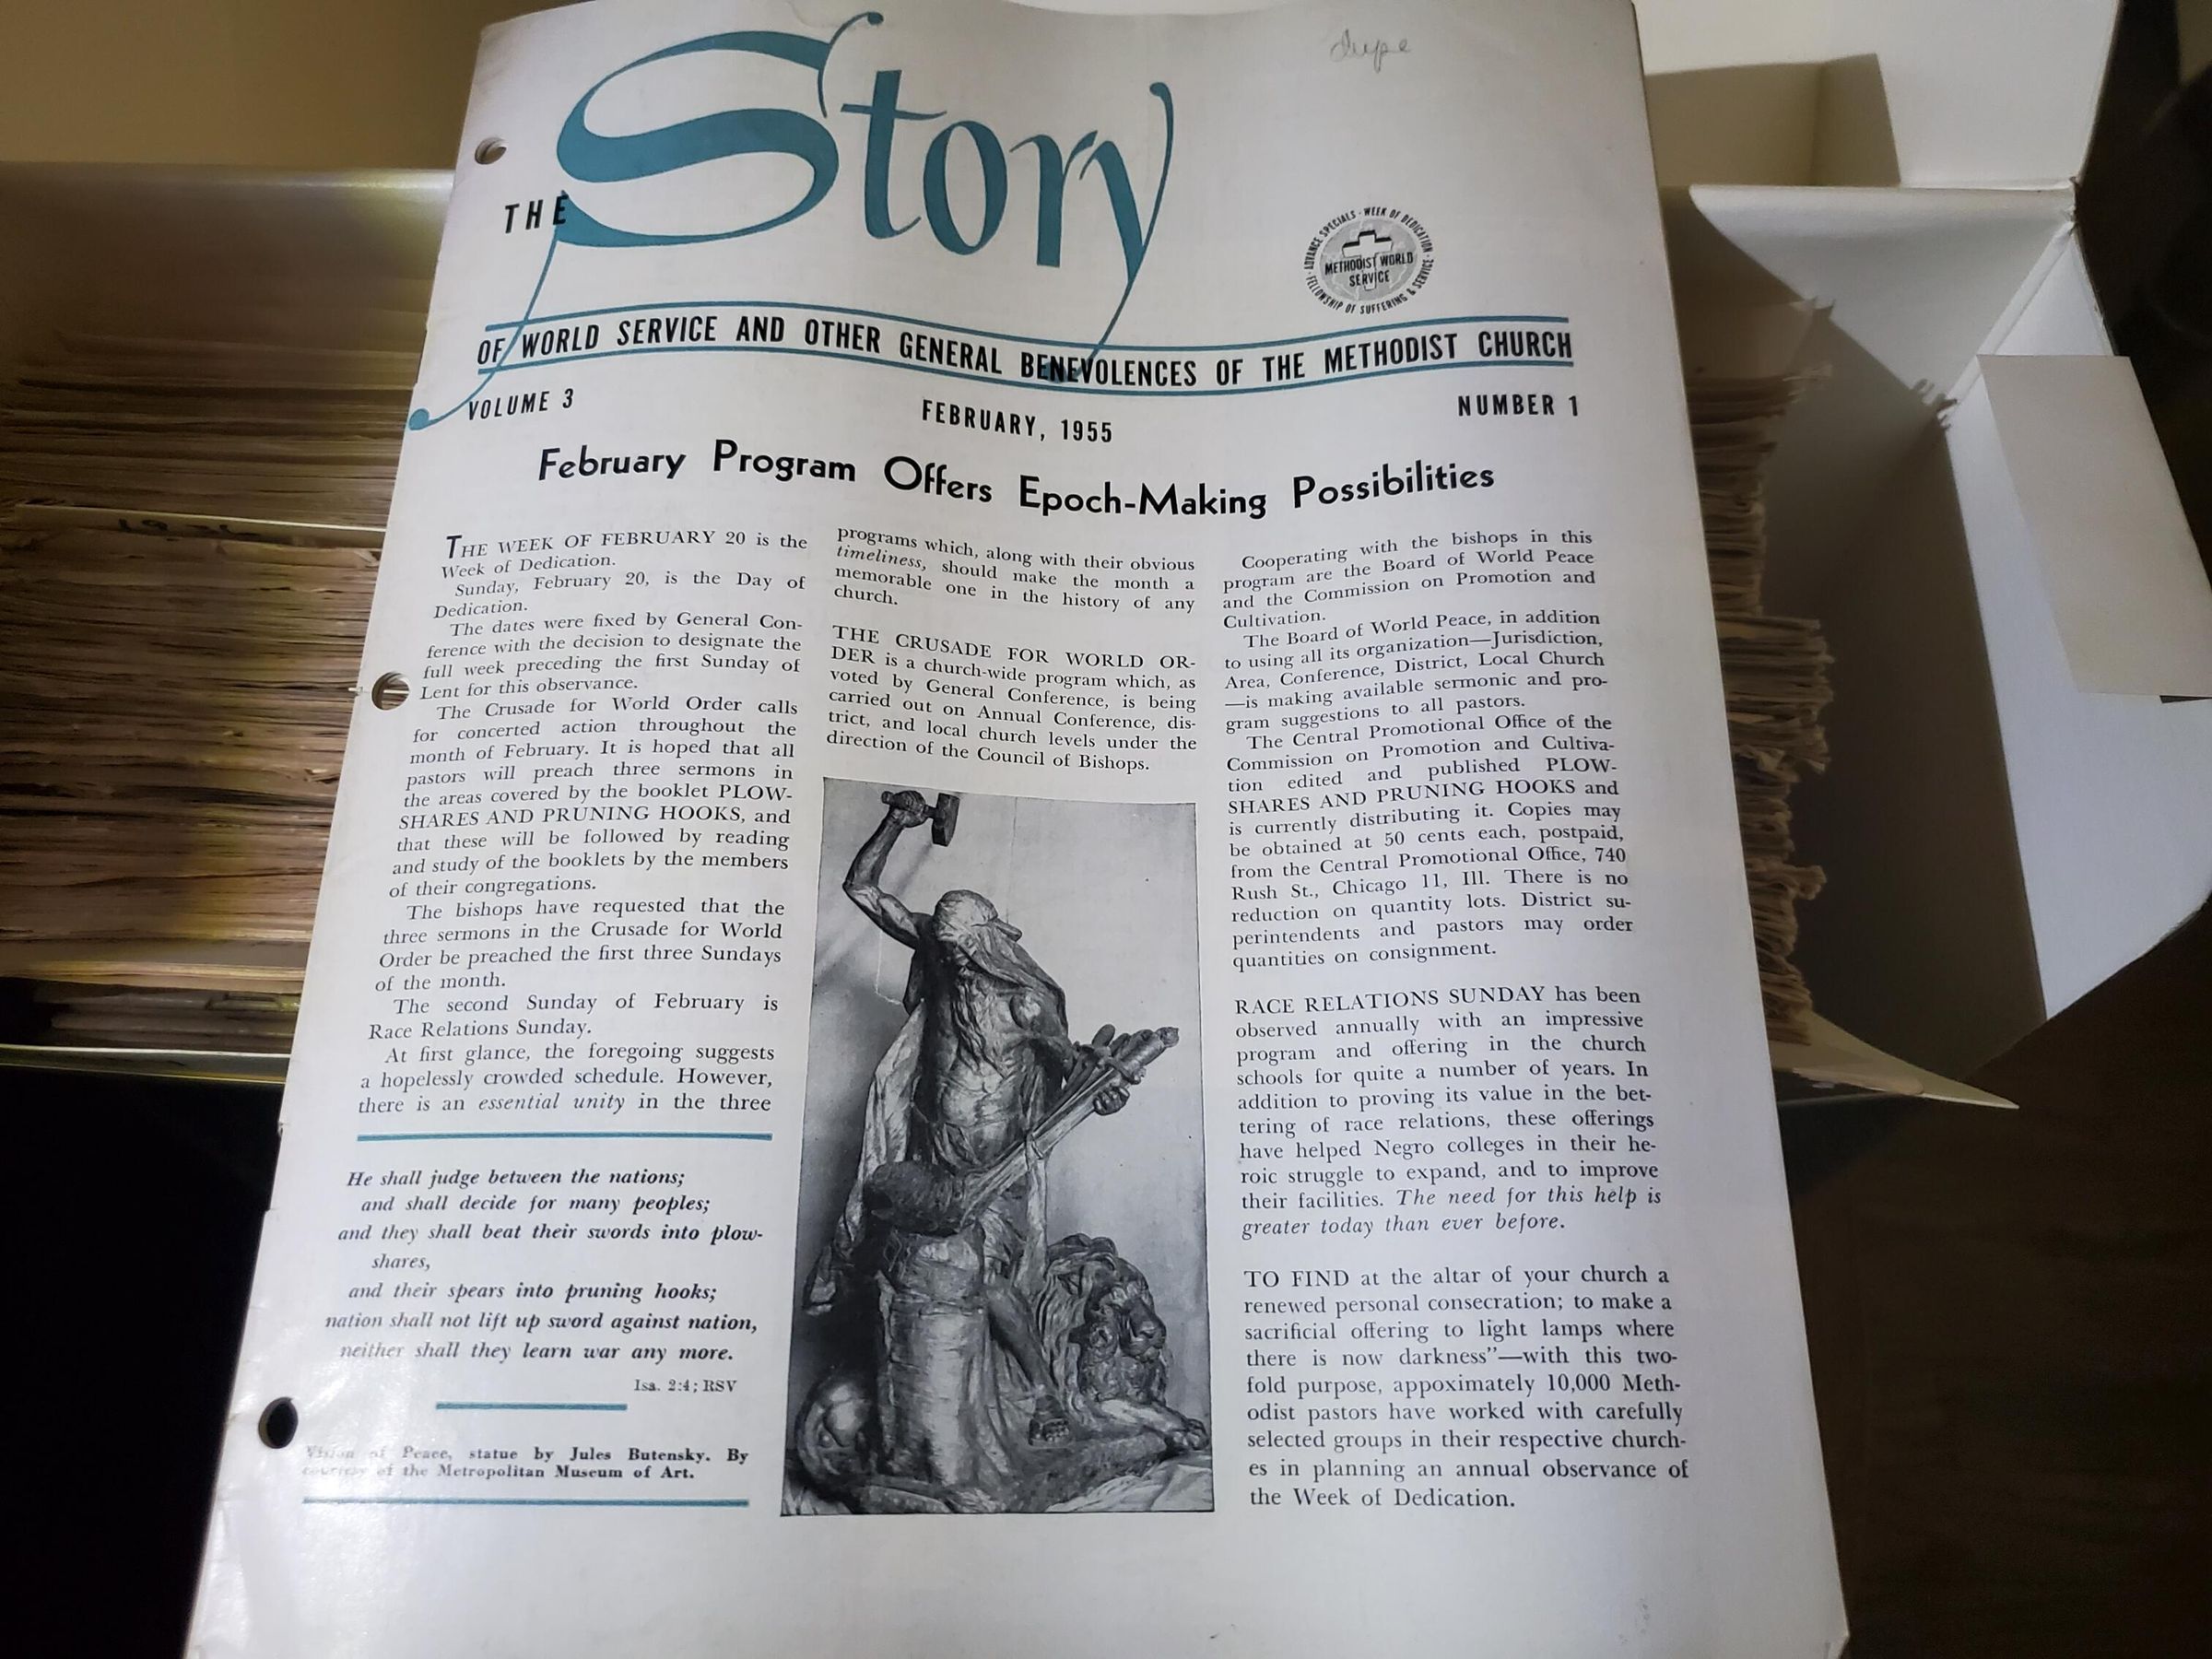 dupe
THE Story
ADVANCE SPECIALS · WEEK OF DEDICATION · FELLOWSHIP OF SUFFERING & SERVICE ·
METHODIST WORLD
SERVICE
OF WORLD SERVICE AND OTHER GENERAL BENEVOLENCES OF THE METHODIST CHURCH
VOLUME 3
FEBRUARY, 1955
NUMBER 1
February Program Offers Epoch-Making Possibilities
THE WEEK OF FEBRUARY 20 is the
Week of Dedication.
Sunday, February 20, is the Day of
Dedication.
The dates were fixed by General Con-
ference with the decision to designate the
full week preceding the first Sunday of
Lent for this observance.
The Crusade for World Order calls
for concerted action throughout the
month of February. It is hoped that all
pastors will preach three sermons in
the areas covered by the booklet PLOW-
SHARES AND PRUNING HOOKS, and
that these will be followed by reading
and study of the booklets by the members
of their congregations.
The bishops have requested that the
three sermons in the Crusade for World
Order be preached the first three Sundays
of the month.
The second Sunday of February is
Race Relations Sunday.
At first glance, the foregoing suggests
a hopelessly crowded schedule. However,
there is an essential unity in the three
He shall judge between the nations;
and shall decide for many peoples;
and they shall beat their swords into plow-
shares,
and their spears into pruning hooks;
nation shall not lift up sword against nation,
neither shall they learn war any more.
Isa. 2:4; RSV
Vision of Peace, statue by Jules Butensky. By
courtesy of the Metropolitan Museum of Art.
programs which, along with their obvious
timeliness, should make the month a
memorable one in the history of any
church.
THE CRUSADE FOR WORLD OR-
DER is a church-wide program which, as
voted by General Conference, is being
carried out on Annual Conference, dis-
trict, and local church levels under the
direction of the Council of Bishops.
Cooperating with the bishops in this
program are the Board of World Peace
and the Commission on Promotion and
Cultivation.
The Board of World Peace, in addition
to using all its organization—Jurisdiction,
Area, Conference, District, Local Church
—is making available sermonic and pro-
gram suggestions to all pastors.
The Central Promotional Office of the
Commission on Promotion and Cultiva-
tion edited and published PLOW-
SHARES AND PRUNING HOOKS and
is currently distributing it. Copies may
be obtained at 50 cents each, postpaid,
from the Central Promotional Office, 740
Rush St., Chicago 11, Ill. There is no
reduction on quantity lots. District su-
perintendents and pastors may order
quantities on consignment.
RACE RELATIONS SUNDAY has been
observed annually with an impressive
program and offering in the church
schools for quite a number of years. In
addition to proving its value in the bet-
tering of race relations, these offerings
have helped Negro colleges in their he-
roic struggle to expand, and to improve
their facilities. The need for this help is
greater today than ever before.
TO FIND at the altar of your church a
renewed personal consecration; to make a
sacrificial offering to light lamps where
there is now darkness”—with this two-
fold purpose, appoximately 10,000 Meth-
odist pastors have worked with carefully
selected groups in their respective church-
es in planning an annual observance of
the Week of Dedication.